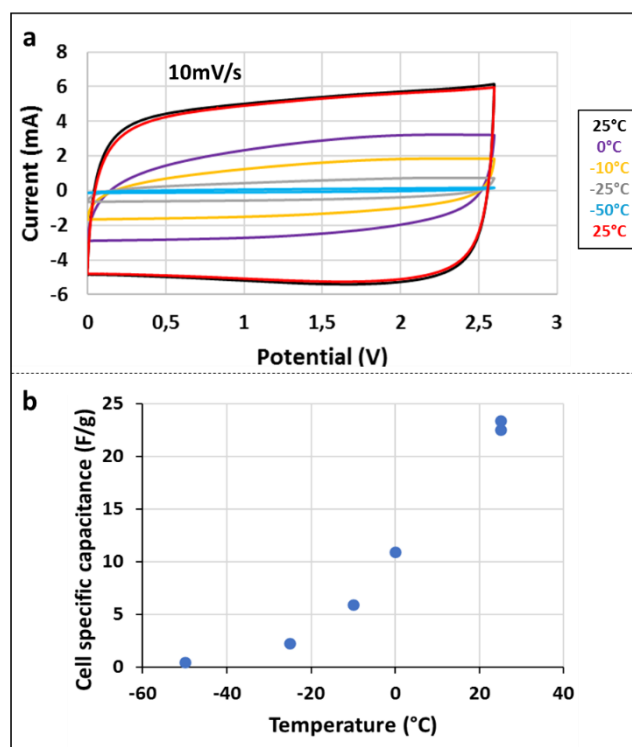 a
10mV/s
Current (mA)
8
6
4
2
0
-2
-4
-6
0 0,5 1 1,5 2 2,5 3
Potential (V)
25°C
0°C
-10°C
-25°C
-50°C
25°C
b
Cell specific capacitance (F/g)
25
20
15
10
5
0
-60 -40 -20 0 20 40
Temperature (°C)